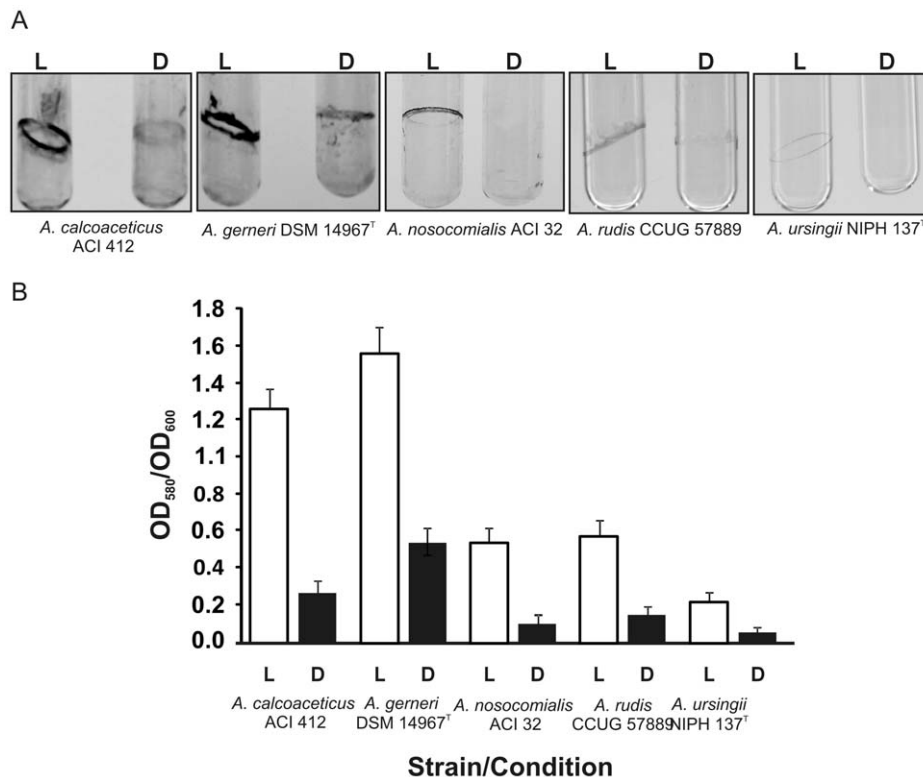 A
L D L D L D L D L D
A. calcoaceticus
ACI 412
A. gerneri DSM 14967ᵀ
A. nosocomialis ACI 32
A. rudis CCUG 57889
A. ursingii NIPH 137ᵀ
B
OD₅₈₀/OD₆₀₀
1.8
1.6
1.4
1.2
1.1
0.8
0.6
0.4
0.2
0.0
L D L D L D L D L D
A. calcoaceticus
ACI 412
A. gerneri
DSM 14967ᵀ
A. nosocomialis
ACI 32
A. rudis
CCUG 57889
A. ursingii
NIPH 137ᵀ
Strain/Condition